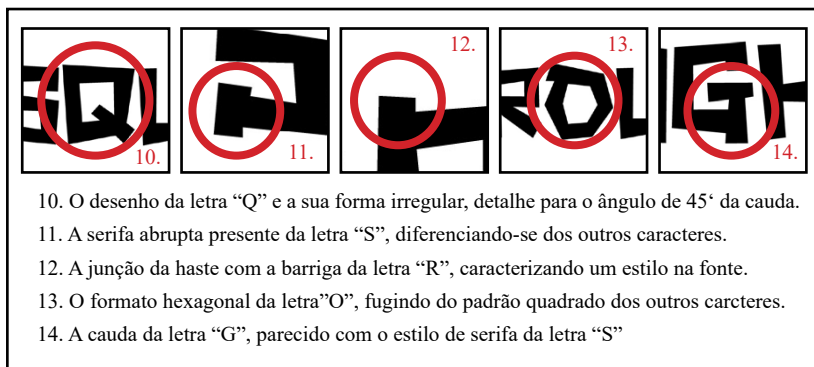 SQL
ROUGH
10.
11.
12.
13.
14.
10. O desenho da letra “Q” e a sua forma irregular, detalhe para o ângulo de 45‘ da cauda.
11. A serifa abrupta presente da letra “S”, diferenciando-se dos outros caracteres.
12. A junção da haste com a barriga da letra “R”, caracterizando um estilo na fonte.
13. O formato hexagonal da letra”O”, fugindo do padrão quadrado dos outros carcteres.
14. A cauda da letra “G”, parecido com o estilo de serifa da letra “S”